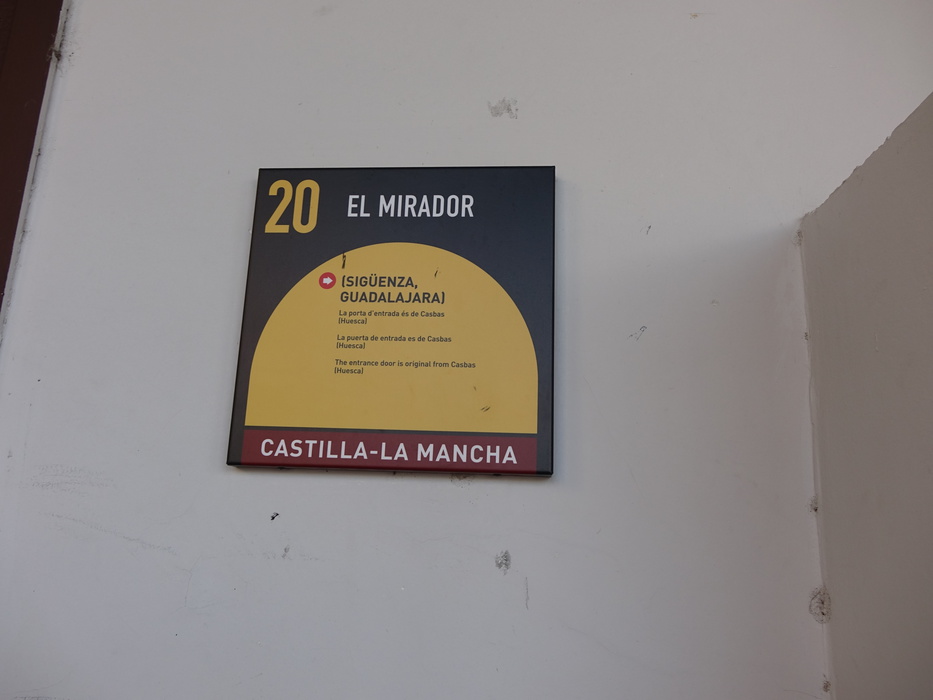 20 EL MIRADOR
(SIGÜENZA,
GUADALAJARA)
La porta d'entrada és de Casbas
(Huesca)
La puerta de entrada es de Casbas
(Huesca)
The entrance door is original from Casbas
(Huesca)
CASTILLA-LA MANCHA